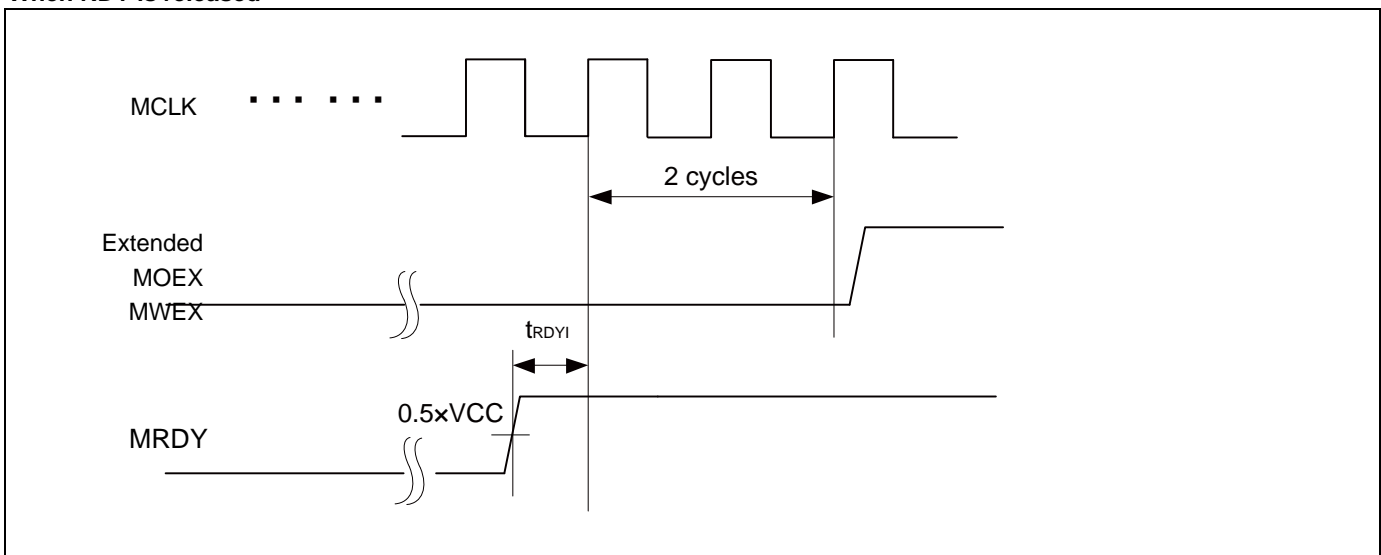 When RDY is released
MCLK
... ...
2 cycles
Extended
MOEX
MWEX
tRDYI
0.5×VCC
MRDY